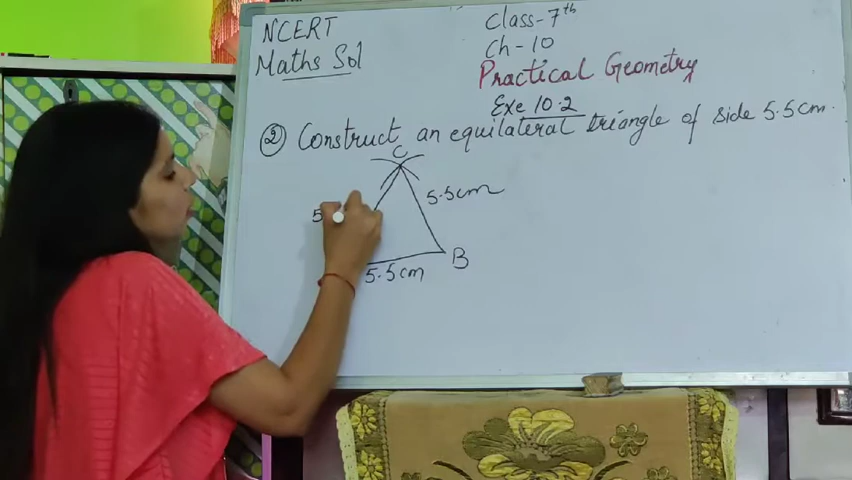 NCERT
Maths Sol
Class-7th
Ch-10
Practical Geometry
Exe 10.2
② Construct an equilateral triangle of side 5.5cm.
C
5.5cm
5
B
5.5cm